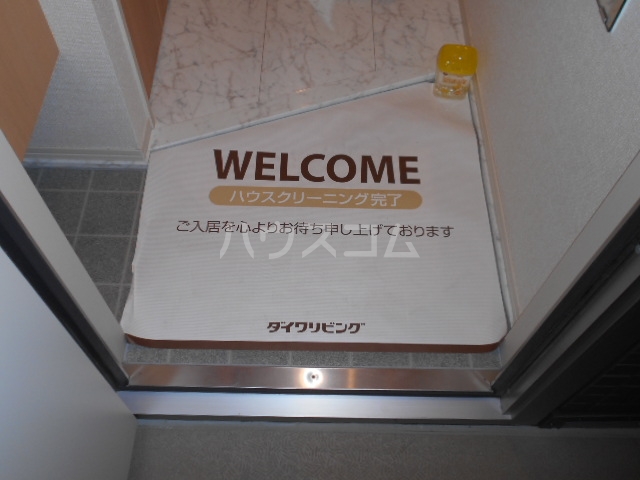 WELCOME
ハウスクリーニング完了
ご入居を心よりお待ち申し上げております
ハウスコム
ダイワリビング